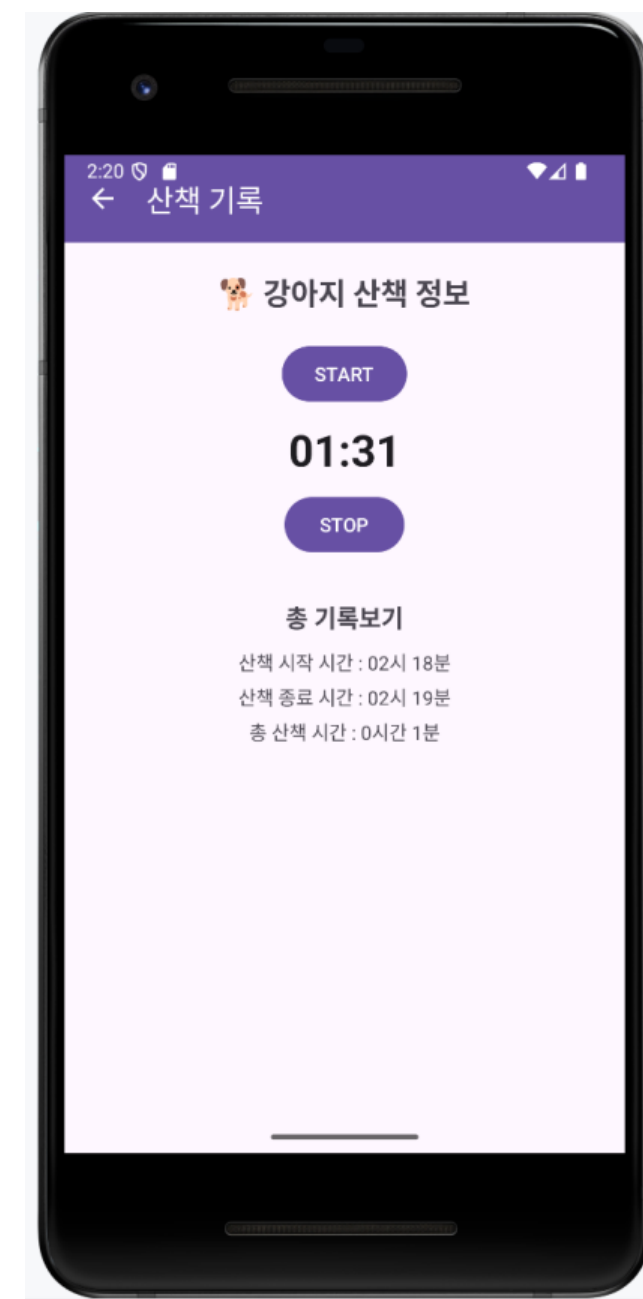 2:20
산책 기록
강아지 산책 정보
START
01:31
STOP
총 기록보기
산책 시작 시간 : 02시 18분
산책 종료 시간 : 02시 19분
총 산책 시간 : 0시간 1분